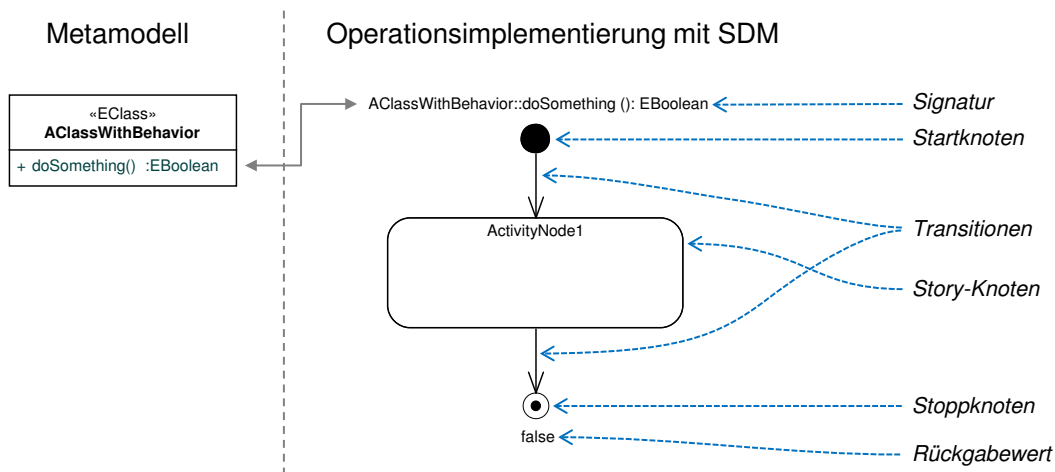 Metamodell
Operationsimplementierung mit SDM
«EClass»
AClassWithBehavior
+ doSomething() :EBoolean
AClassWithBehavior::doSomething (): EBoolean
Signatur
Startknoten
ActivityNode1
Transitionen
Story-Knoten
Stoppknoten
false
Rückgabewert